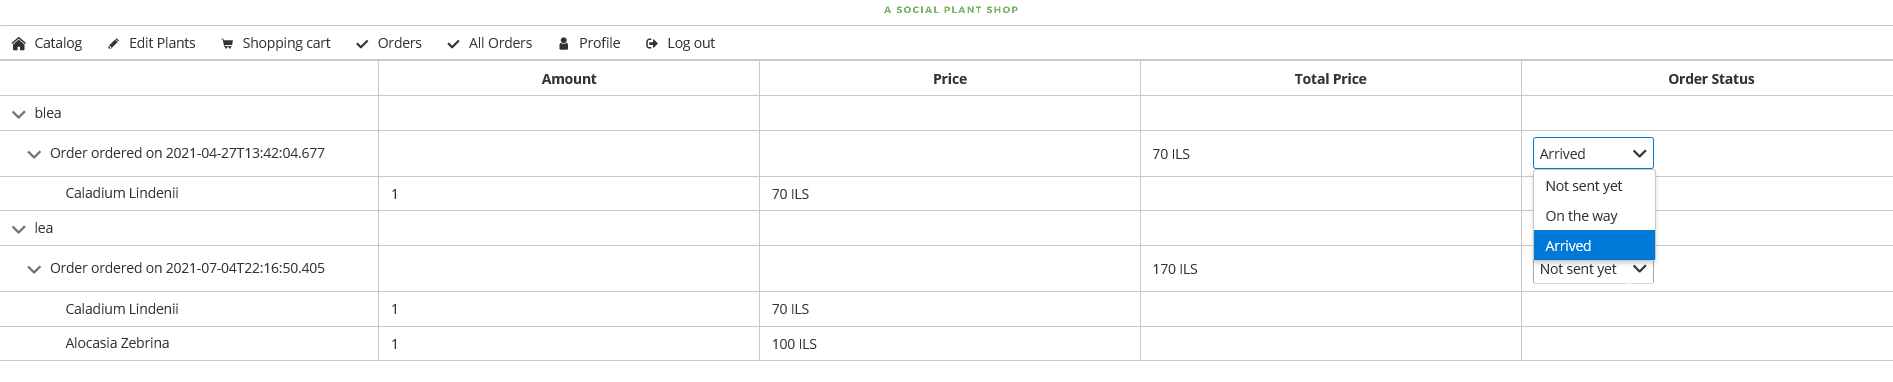 A SOCIAL PLANT SHOP
Catalog Edit Plants Shopping cart Orders All Orders Profile Log out
Amount Price Total Price Order Status
blea
Order ordered on 2021-04-27T13:42:04.677 70 ILS Arrived
Not sent yet
Caladium Lindenii 1 70 ILS
On the way
lea
Arrived
Order ordered on 2021-07-04T22:16:50.405 170 ILS Not sent yet
Caladium Lindenii 1 70 ILS
Alocasia Zebrina 1 100 ILS